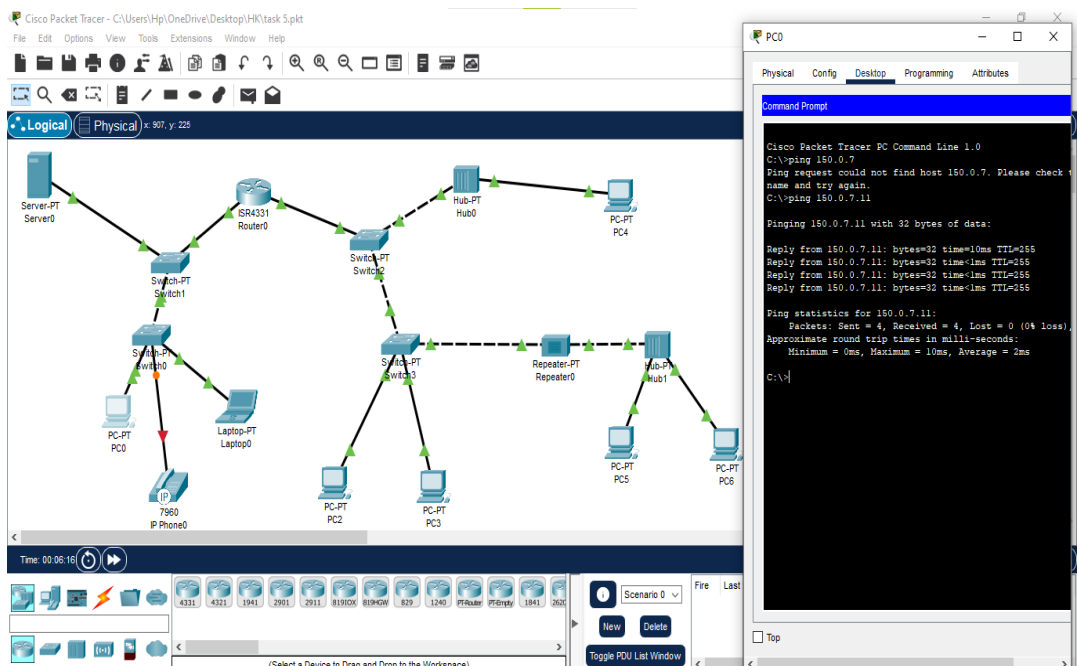 Cisco Packet Tracer - C:\Users\Hp\OneDrive\Desktop\HK\task 5.pkt
File Edit Options View Tools Extensions Window Help
Logical Physical x: 907, y: 225
Server-PT
Server0
ISR4331
Router0
Hub-PT
Hub0
PC-PT
PC4
Switch-PT
Switch2
Switch-PT
Switch1
Switch-PT
Switch0
Switch-PT
Switch3
Repeater-PT
Repeater0
Hub-PT
Hub1
PC-PT
PC0
Laptop-PT
Laptop0
IP
7960
IP Phone0
PC-PT
PC2
PC-PT
PC3
PC-PT
PC5
PC-PT
PC6
Time: 00:06:16
4331 4321 1941 2901 2911 819IOX 819HGW 829 1240 PT-Router PT-Empty 1841
(Select a Device to Drag and Drop to the Workspace)
Scenario 0
New Delete
Toggle PDU List Window
Fire Last
PC0
Physical Config Desktop Programming Attributes
Command Prompt
Cisco Packet Tracer PC Command Line 1.0
C:\>ping 150.0.7
Ping request could not find host 150.0.7. Please check
name and try again.
C:\>ping 150.0.7.11
Pinging 150.0.7.11 with 32 bytes of data:
Reply from 150.0.7.11: bytes=32 time=10ms TTL=255
Reply from 150.0.7.11: bytes=32 time<1ms TTL=255
Reply from 150.0.7.11: bytes=32 time<1ms TTL=255
Reply from 150.0.7.11: bytes=32 time<1ms TTL=255
Ping statistics for 150.0.7.11:
Packets: Sent = 4, Received = 4, Lost = 0 (0% loss),
Approximate round trip times in milli-seconds:
Minimum = 0ms, Maximum = 10ms, Average = 2ms
C:\>
Top